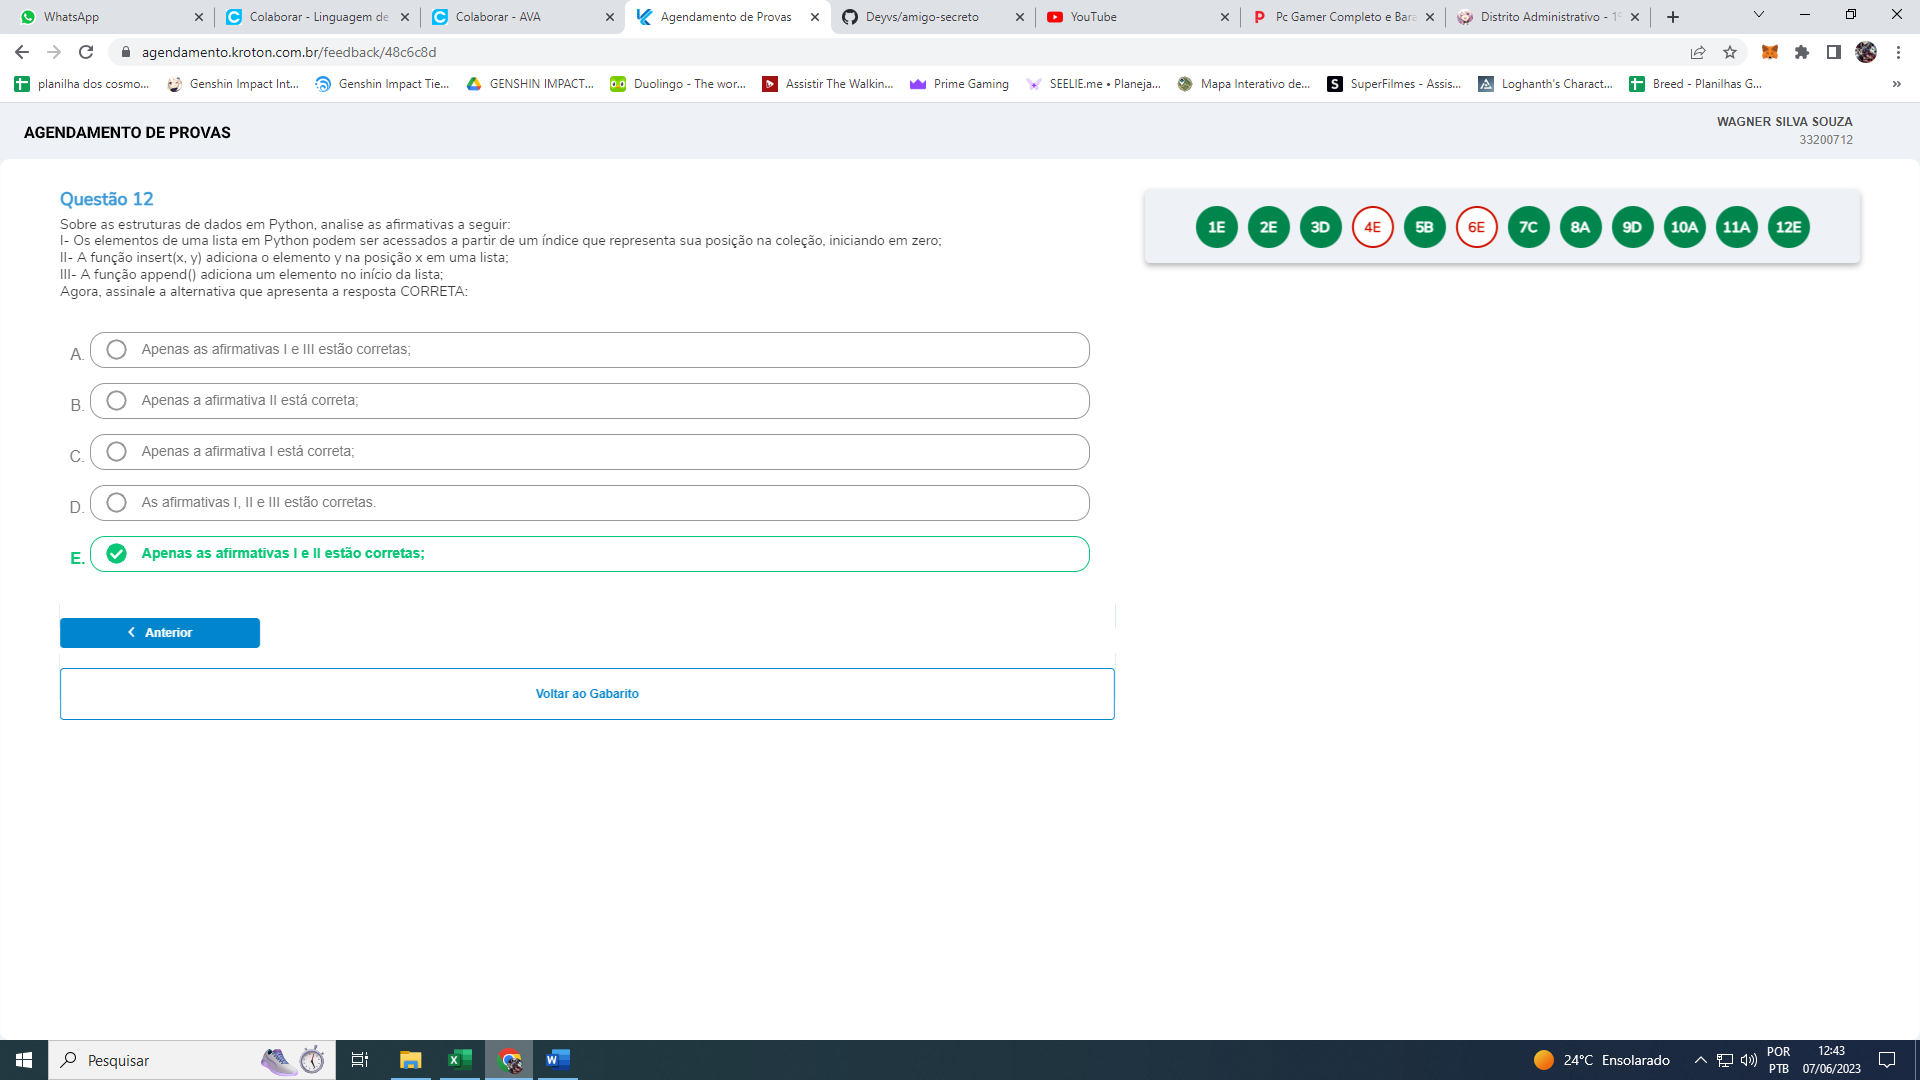 WhatsApp
Colaborar - Linguagem de
Colaborar - AVA
Agendamento de Provas
Deyvs/amigo-secreto
YouTube
Pc Gamer Completo e Bara
Distrito Administrativo - 1º
agendamento.kroton.com.br/feedback/48c6c8d
planilha dos cosmo...
Genshin Impact Int...
Genshin Impact Tie...
GENSHIN IMPACT...
Duolingo - The wor...
Assistir The Walkin...
Prime Gaming
SEELIE.me • Planeja...
Mapa Interativo de...
SuperFilmes - Assis...
Loghanth's Charact...
Breed - Planilhas G...
»
AGENDAMENTO DE PROVAS
WAGNER SILVA SOUZA
33200712
Questão 12
Sobre as estruturas de dados em Python, analise as afirmativas a seguir:
I- Os elementos de uma lista em Python podem ser acessados a partir de um índice que representa sua posição na coleção, iniciando em zero;
II- A função insert(x, y) adiciona o elemento y na posição x em uma lista;
III- A função append() adiciona um elemento no início da lista;
Agora, assinale a alternativa que apresenta a resposta CORRETA:
1E 2E 3D 4E 5B 6E 7C 8A 9D 10A 11A 12E
A. Apenas as afirmativas I e III estão corretas;
B. Apenas a afirmativa II está correta;
C. Apenas a afirmativa I está correta;
D. As afirmativas I, II e III estão corretas.
E. Apenas as afirmativas I e II estão corretas;
Anterior
Voltar ao Gabarito
Pesquisar
24°C Ensolarado
POR
PTB
12:43
07/06/2023